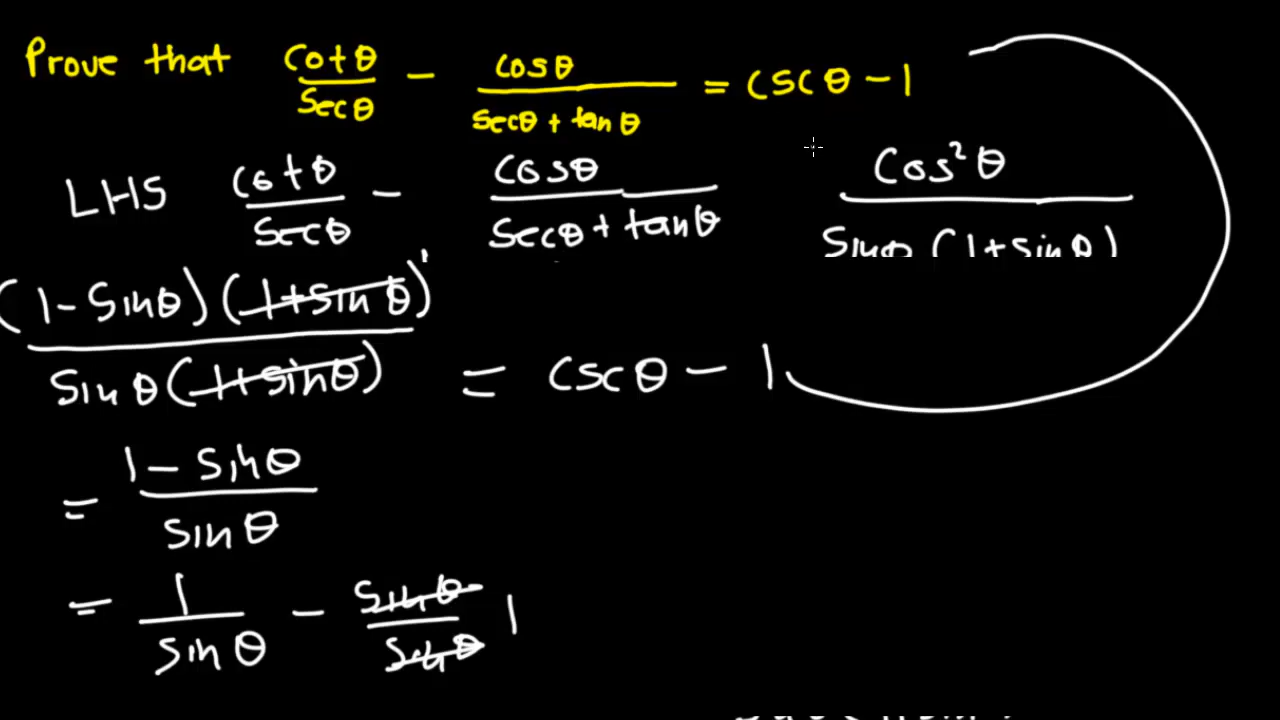 Prove that cotθ/secθ - cosθ/(secθ + tanθ) = cscθ - 1
LHS cotθ/secθ - cosθ/(secθ + tanθ)
cos²θ/(sinθ (1+sinθ))
(1-sinθ)(1+sinθ)/(sinθ(1+sinθ)) = cscθ - 1
= (1 - sinθ)/sinθ
= 1/sinθ - sinθ/sinθ 1